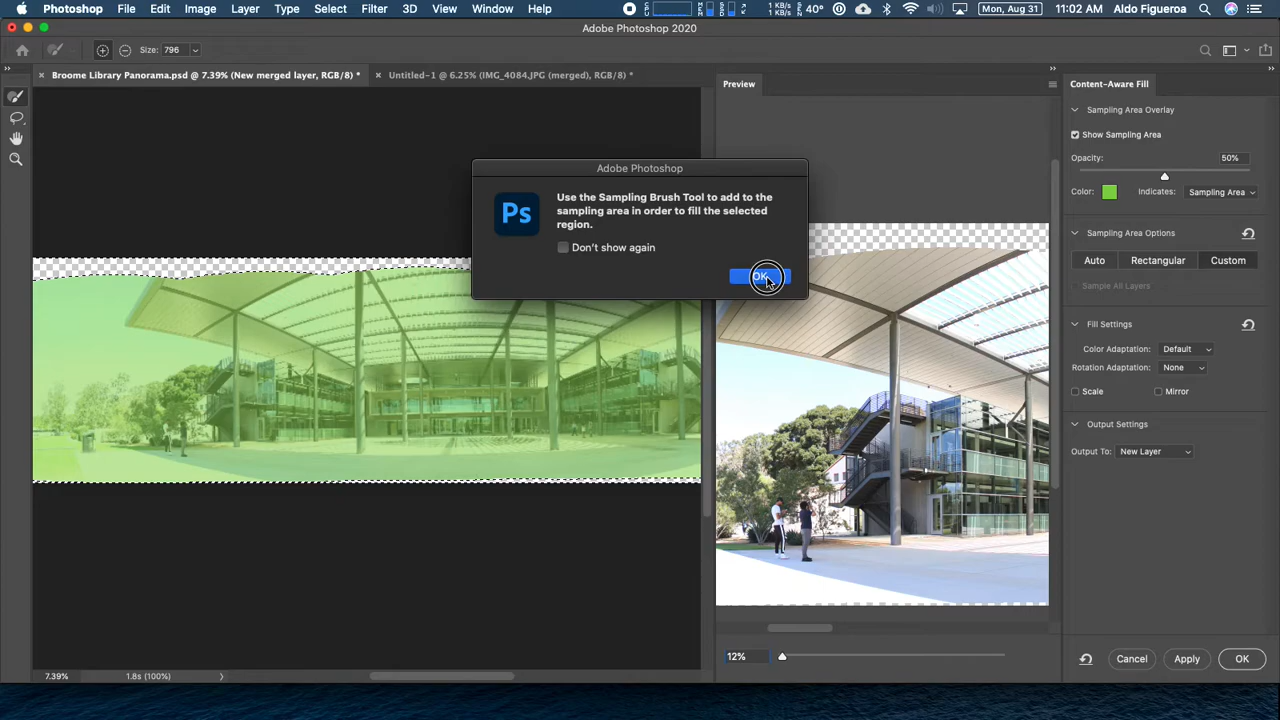 Photoshop File Edit Image Layer Type Select Filter 3D View Window Help 1 KB/s 1 KB/s 40° Mon, Aug 31 11:02 AM Aldo Figueroa
Adobe Photoshop 2020
Size: 796
Broome Library Panorama.psd @ 7.39% (New merged layer, RGB/8) *
Untitled-1 @ 6.25% (IMG_4084.JPG (merged), RGB/8) *
Preview
Content-Aware Fill
Sampling Area Overlay
Show Sampling Area
Opacity: 50%
Color: Indicates: Sampling Area
Sampling Area Options
Auto Rectangular Custom
Sample All Layers
Fill Settings
Color Adaptation: Default
Rotation Adaptation: None
Scale Mirror
Output Settings
Output To: New Layer
Adobe Photoshop
Ps
Use the Sampling Brush Tool to add to the
sampling area in order to fill the selected
region.
Don't show again
OK
12%
Cancel Apply OK
7.39% 1.8s (100%)